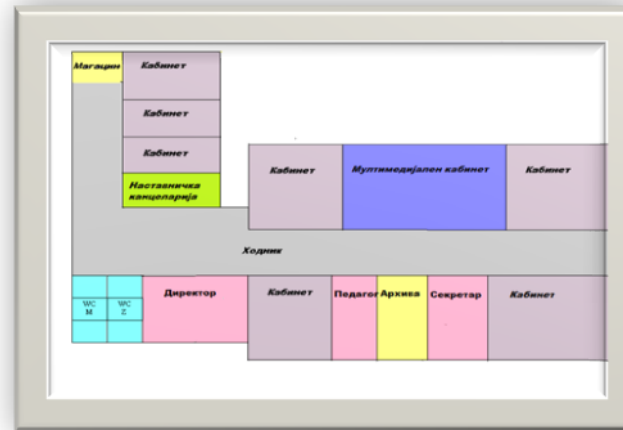 Магацин
Кабинет
Кабинет
Кабинет
Наставничка
канцеларија
Кабинет
Мултимедијален кабинет
Кабинет
Ходник
WC
M
WC
Z
Директор
Кабинет
Педагог
Архива
Секретар
Кабинет